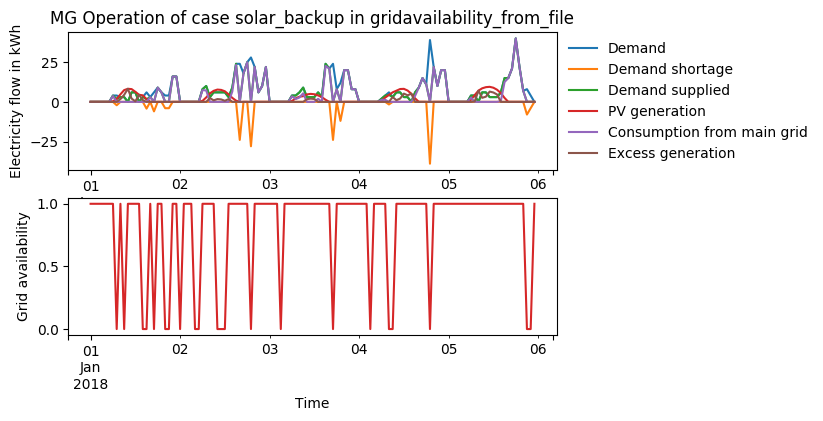 MG Operation of case solar_backup in gridavailability_from_file
Electricity flow in kWh
25
0
−25
01
02
03
04
05
06
Demand
Demand shortage
Demand supplied
PV generation
Consumption from main grid
Excess generation
Grid availability
1.0
0.5
0.0
01
02
03
04
05
06
Jan
2018
Time